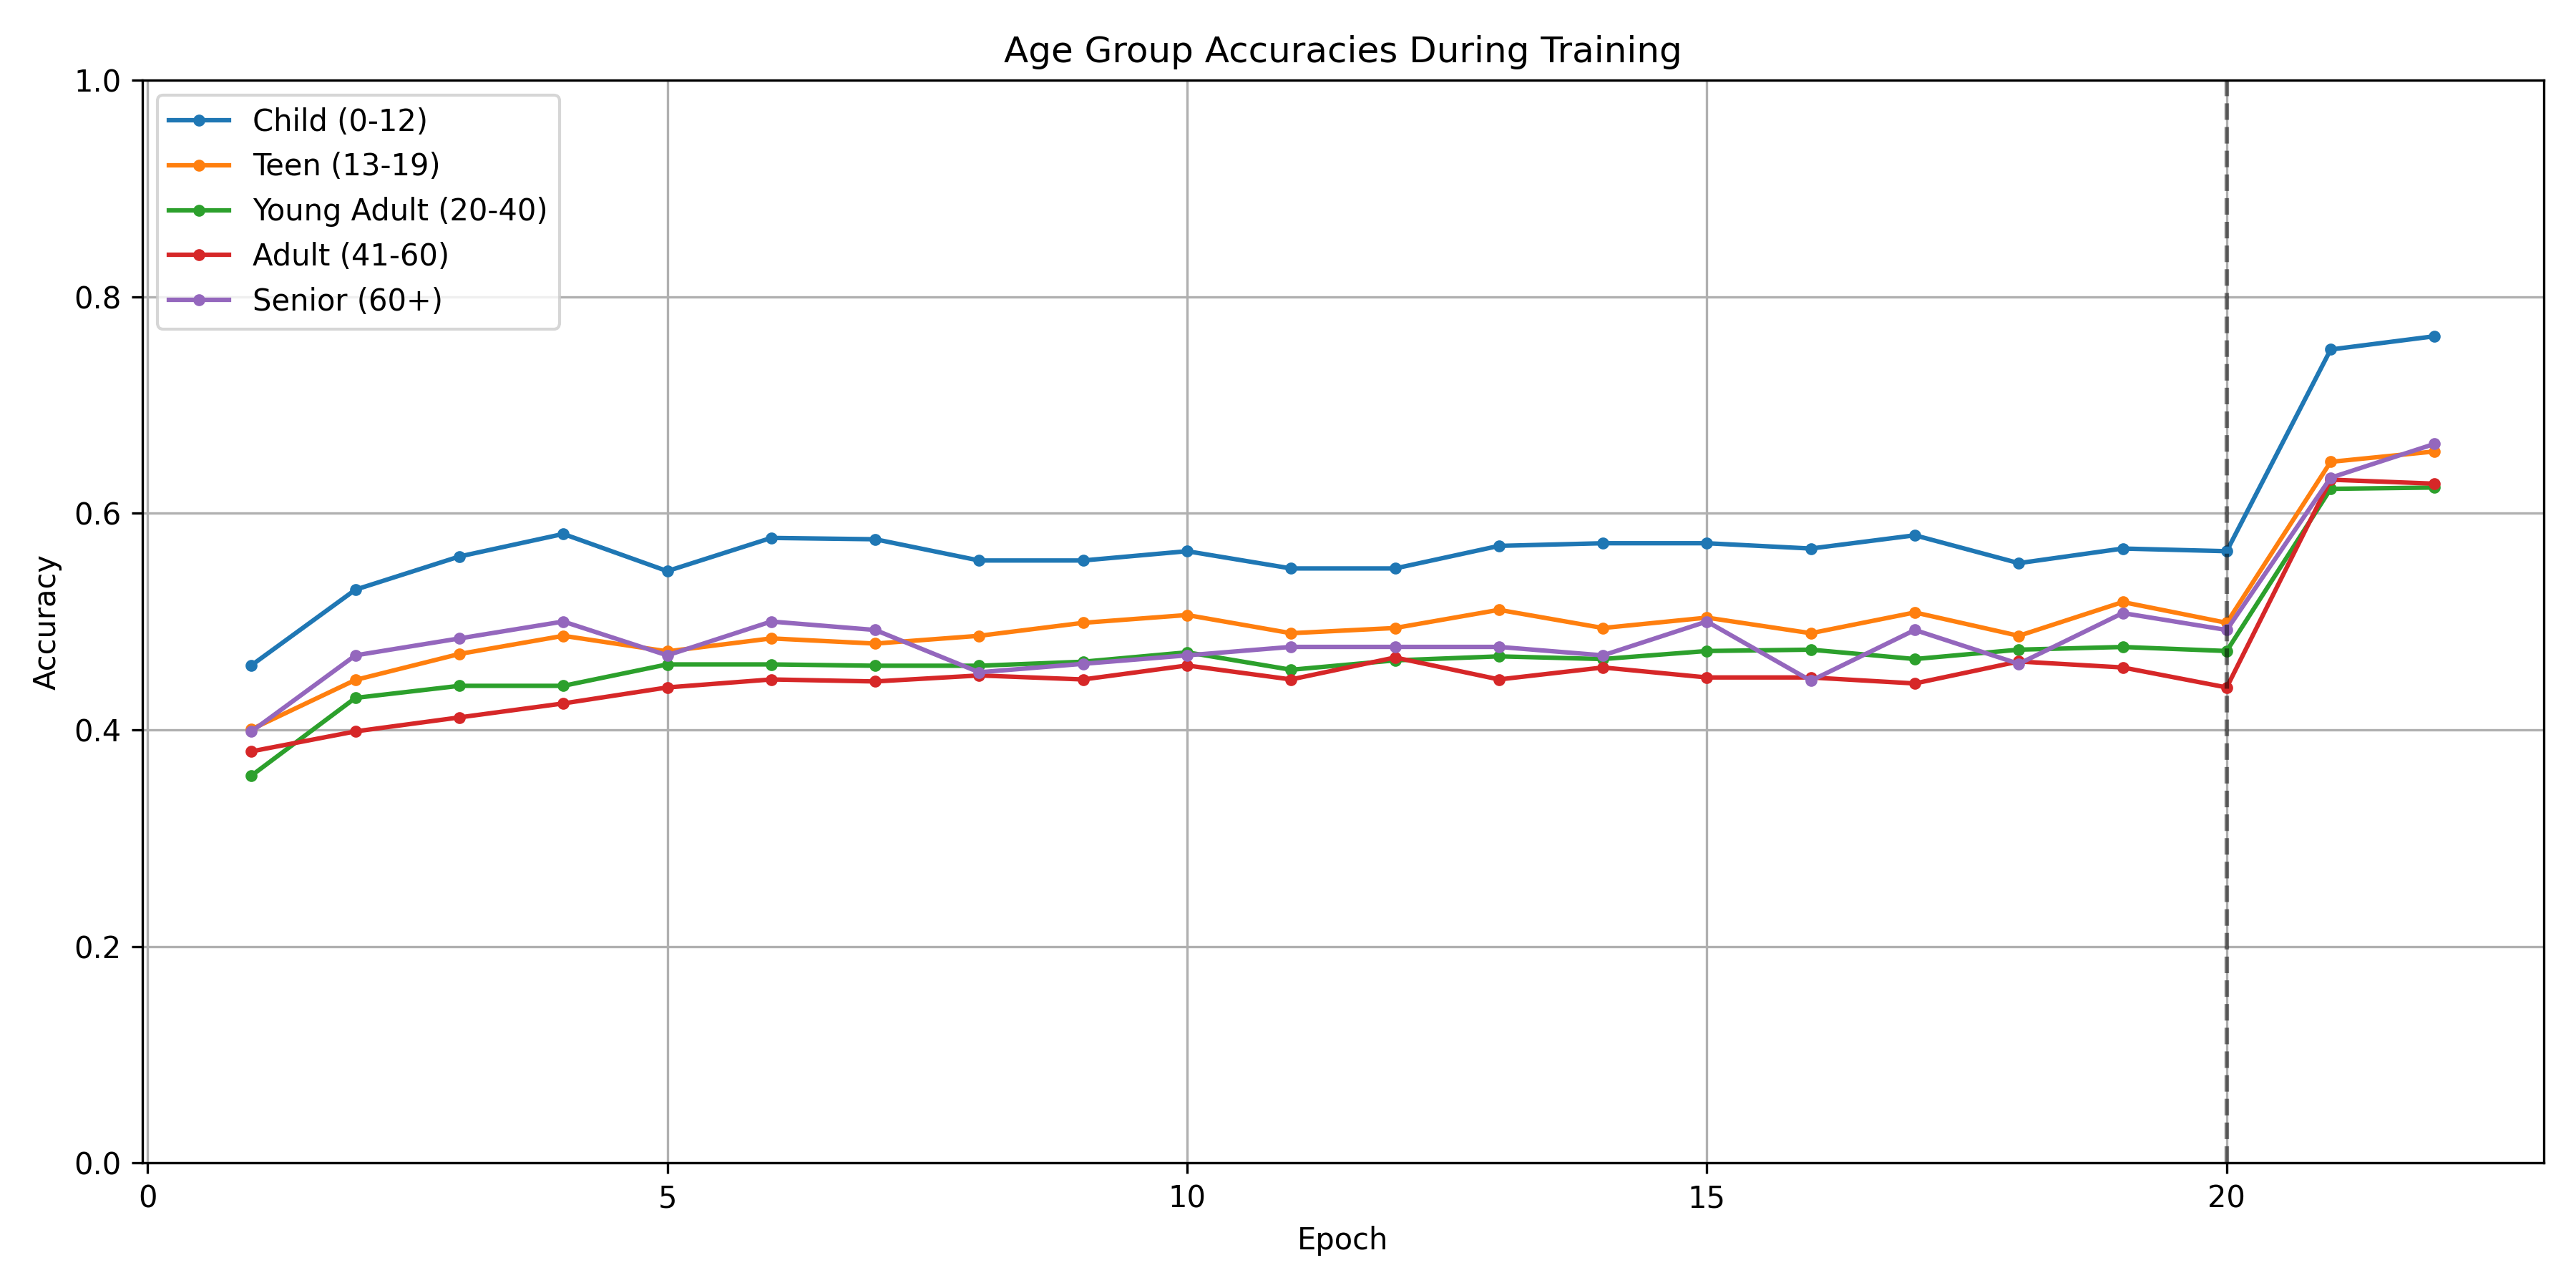 Age Group Accuracies During Training
1.0
0.8
0.6
0.4
0.2
0.0
Accuracy
Child (0-12)
Teen (13-19)
Young Adult (20-40)
Adult (41-60)
Senior (60+)
0 5 10 15 20
Epoch